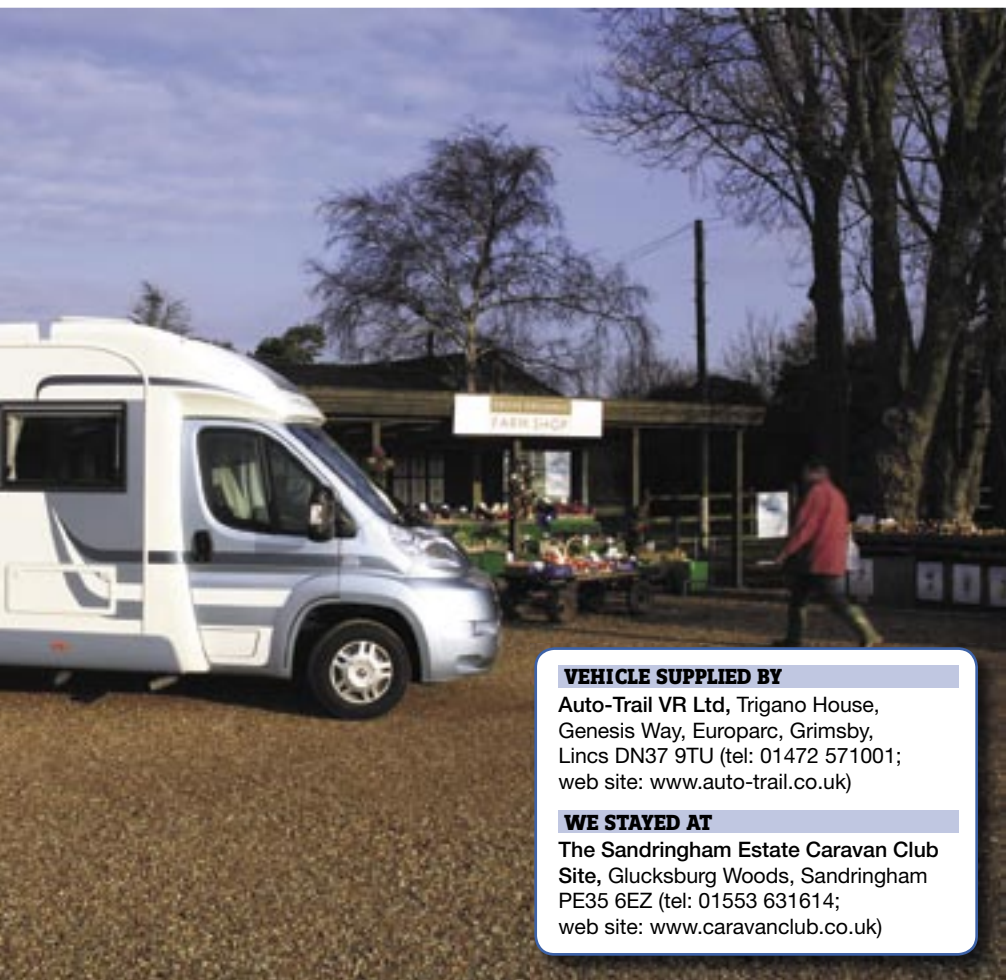 FARM SHOP
VEHICLE SUPPLIED BY
Auto-Trail VR Ltd, Trigano House,
Genesis Way, Europarc, Grimsby,
Lincs DN37 9TU (tel: 01472 571001;
web site: www.auto-trail.co.uk)
WE STAYED AT
The Sandringham Estate Caravan Club
Site, Glucksburg Woods, Sandringham
PE35 6EZ (tel: 01553 631614;
web site: www.caravanclub.co.uk)